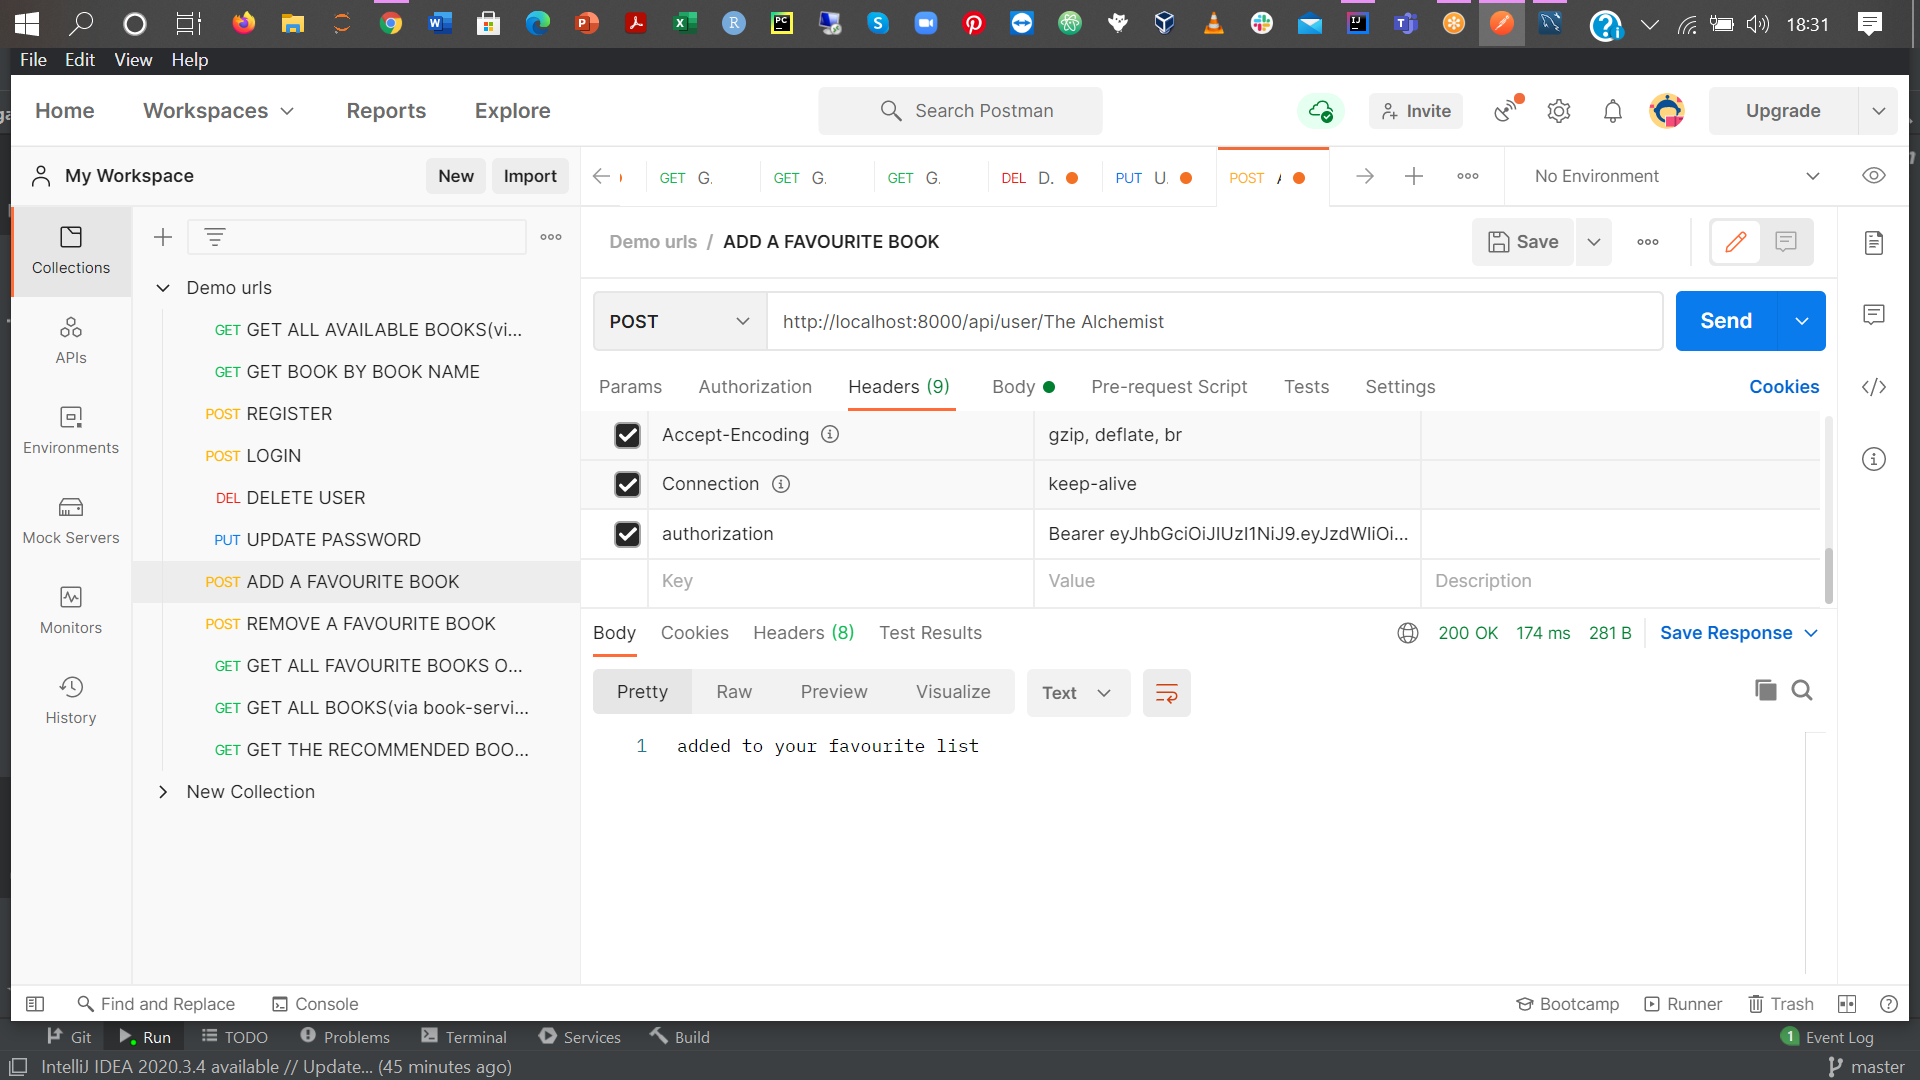 18:31
File Edit View Help
Home Workspaces Reports Explore Search Postman Invite Upgrade
My Workspace New Import GET G. GET G. GET G. DEL D. PUT U. POST No Environment
Demo urls / ADD A FAVOURITE BOOK Save
Collections
APIs
Environments
Mock Servers
Monitors
History
Demo urls
GET GET ALL AVAILABLE BOOKS(vi...
GET GET BOOK BY BOOK NAME
POST REGISTER
POST LOGIN
DEL DELETE USER
PUT UPDATE PASSWORD
POST ADD A FAVOURITE BOOK
POST REMOVE A FAVOURITE BOOK
GET GET ALL FAVOURITE BOOKS O...
GET GET ALL BOOKS(via book-servi...
GET GET THE RECOMMENDED BOO...
New Collection
POST http://localhost:8000/api/user/The Alchemist Send
Params Authorization Headers (9) Body Pre-request Script Tests Settings Cookies
Accept-Encoding gzip, deflate, br
Connection keep-alive
authorization Bearer eyJhbGciOiJIUzI1NiJ9.eyJzdWIiOi...
Key Value Description
Body Cookies Headers (8) Test Results 200 OK 174 ms 281 B Save Response
Pretty Raw Preview Visualize Text
1 added to your favourite list
Find and Replace Console Bootcamp Runner Trash
Git Run TODO Problems Terminal Services Build 1 Event Log
IntelliJ IDEA 2020.3.4 available // Update... (45 minutes ago) master